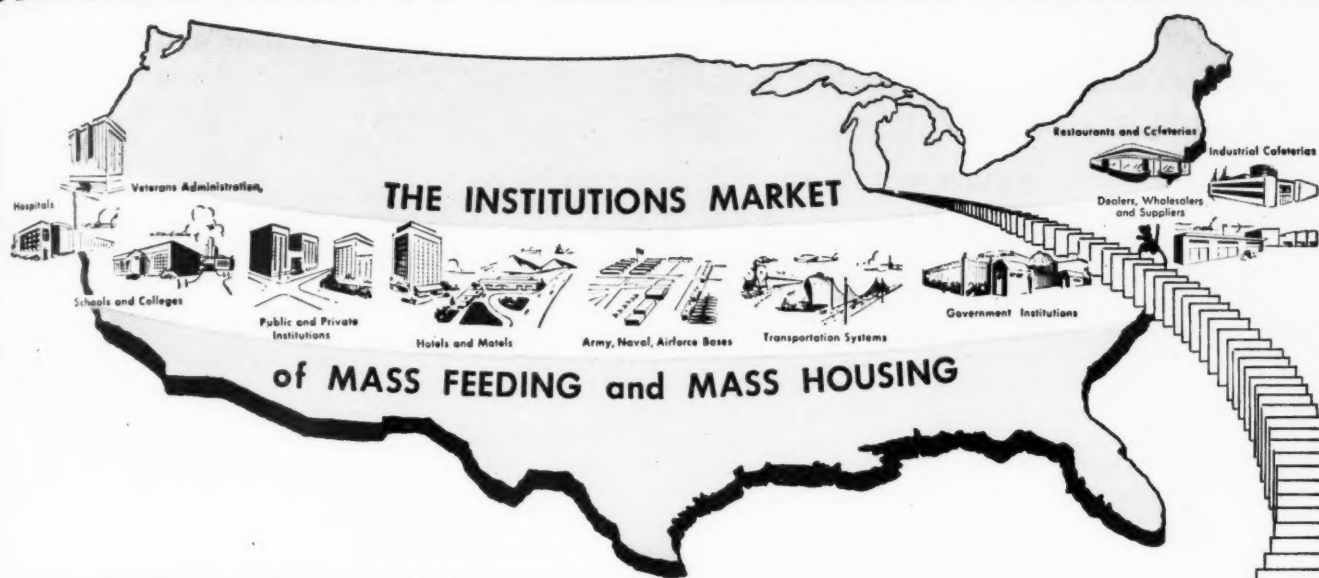 Restaurants and Cafeterias
Industrial Cafeterias
Veterans Administration,
THE INSTITUTIONS MARKET
Hospitals
Dealers, Wholesalers
and Suppliers
Schools and Colleges
Public and Private
Institutions
Hotels and Motels
Army, Naval, Airforce Bases
Transportation Systems
Government Institutions
of MASS FEEDING and MASS HOUSING